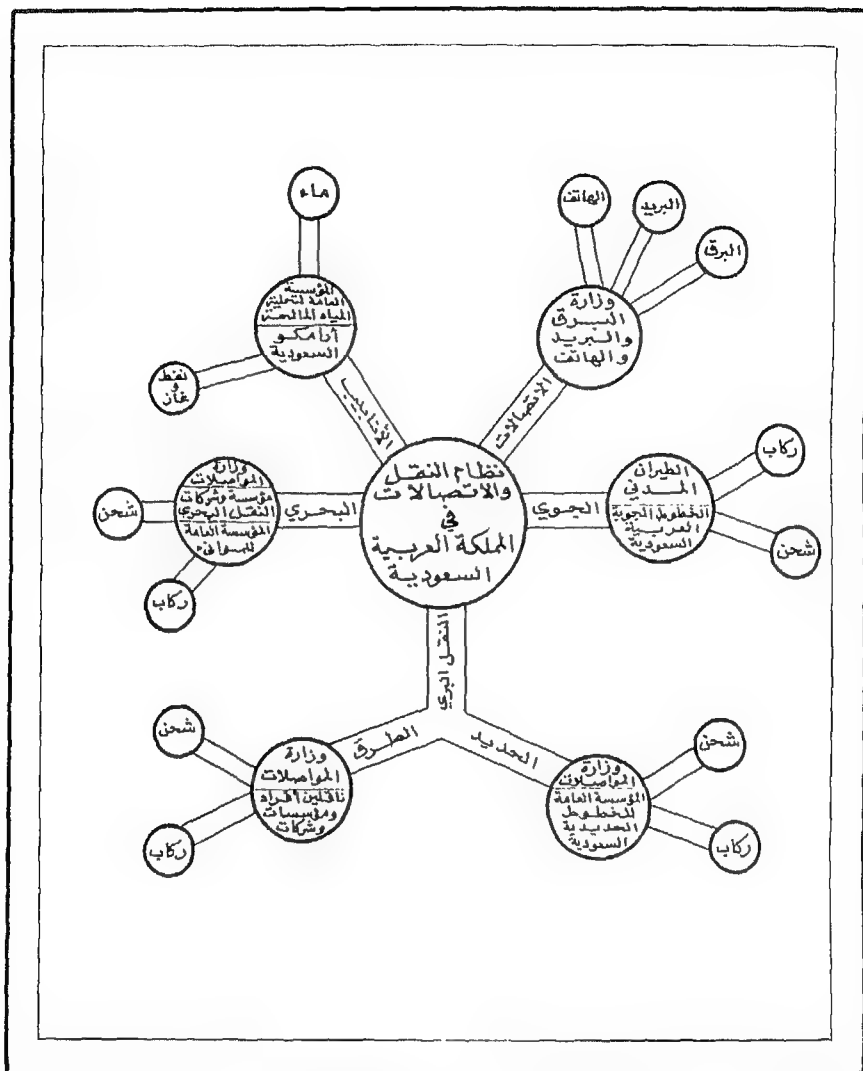 نظام النقل
والاتصالات
في
المملكة العربية
السعودية
الاتصالات
وزارة
البرق
والبريد
والهاتف
الهاتف
البريد
البرق
الجوي
الطيران
المدني
الخطوط الجوية
العربية
السعودية
ركاب
شحن
النقل البري
الحديد
وزارة
المواصلات
المؤسسة العامة
للخطوط
الحديدية
السعودية
شحن
ركاب
الطرق
وزارة
المواصلات
ناقلين أفراد
ومؤسسات
وشركات
شحن
ركاب
البحري
وزارة
المواصلات
مؤسسة وشركات
النقل البحري
المؤسسة العامة
للموانئ
شحن
ركاب
الأنابيب
المؤسسة
العامة لتحلية
المياه المالحة
أرامكو
السعودية
ماء
نفط
و
غاز